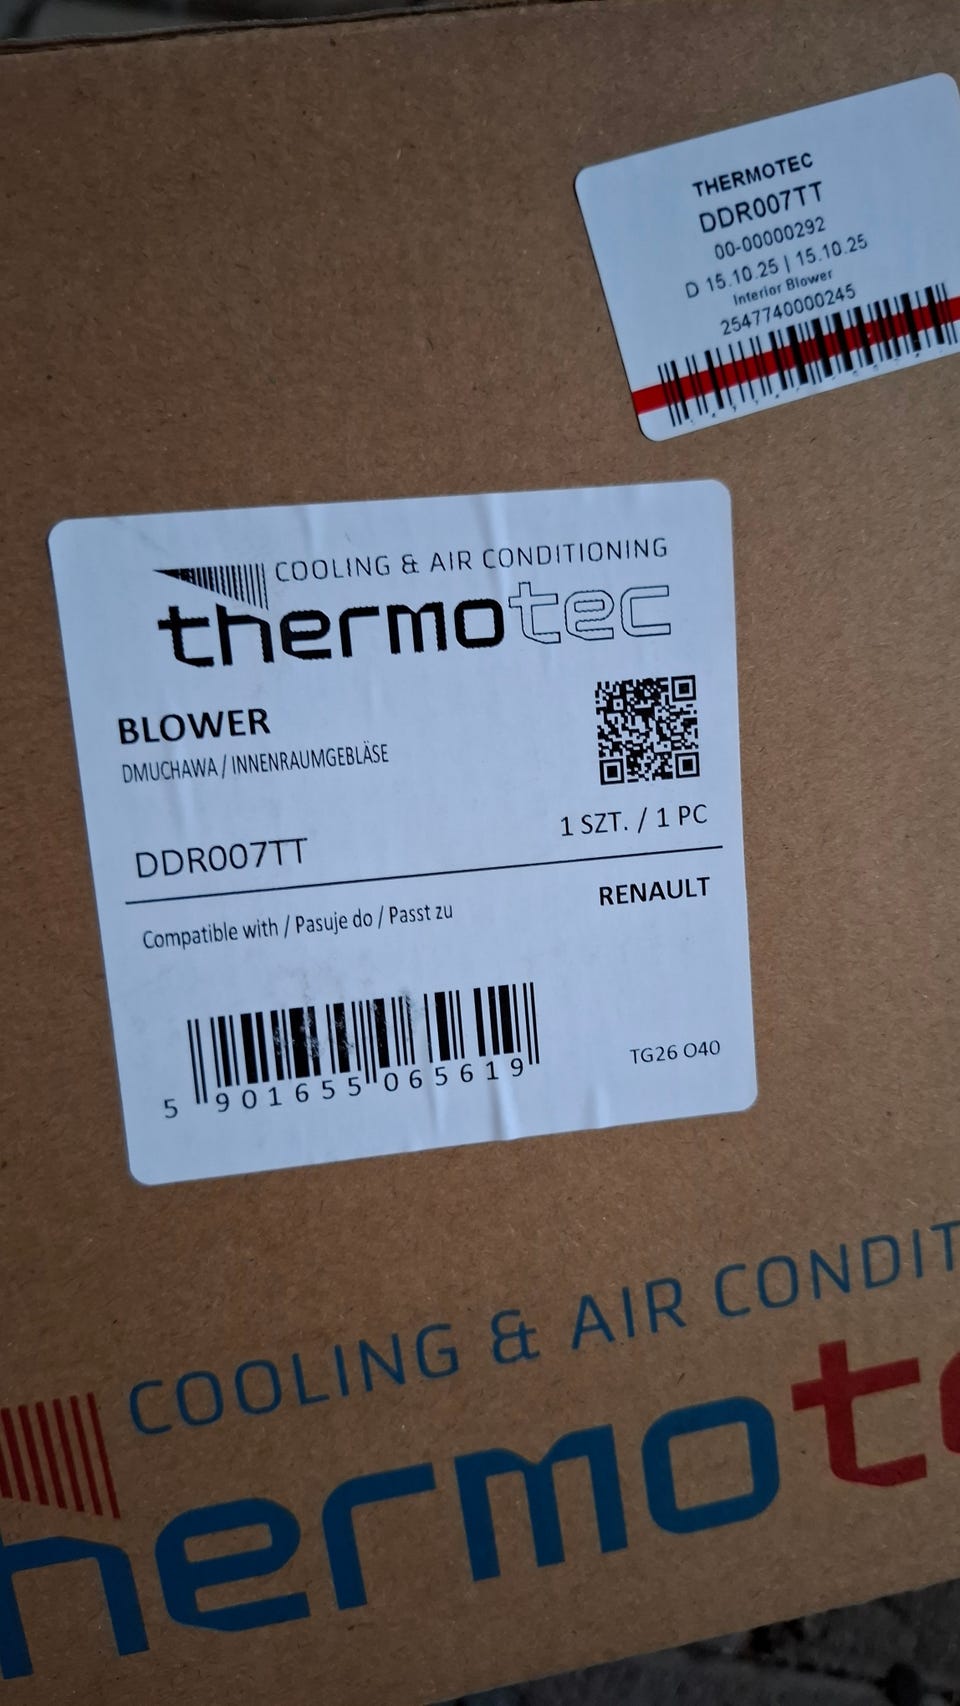 THERMOTEC
DDR007TT
00-00000292
D 15.10.25 | 15.10.25
Interior Blower
2547740000245
COOLING & AIR CONDITIONING
thermotec
BLOWER
DMUCHAWA / INNENRAUMGEBLÄSE
DDR007TT
1 SZT. / 1 PC
Compatible with / Pasuje do / Passt zu
RENAULT
5 901655 065619
TG26 O40
COOLING & AIR CONDIT
hermote